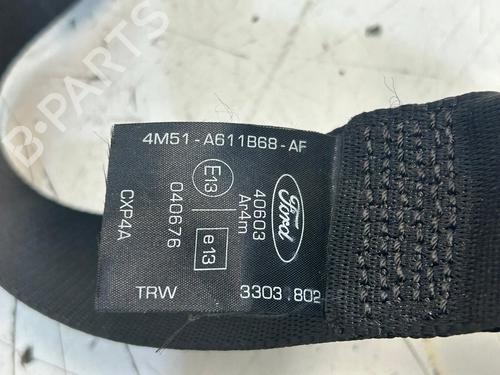 4M51-A611B68-AF
E13
40603
Ar4m
Ford
040676
CXP4A
e13
TRW
3303 802
B-PARTS